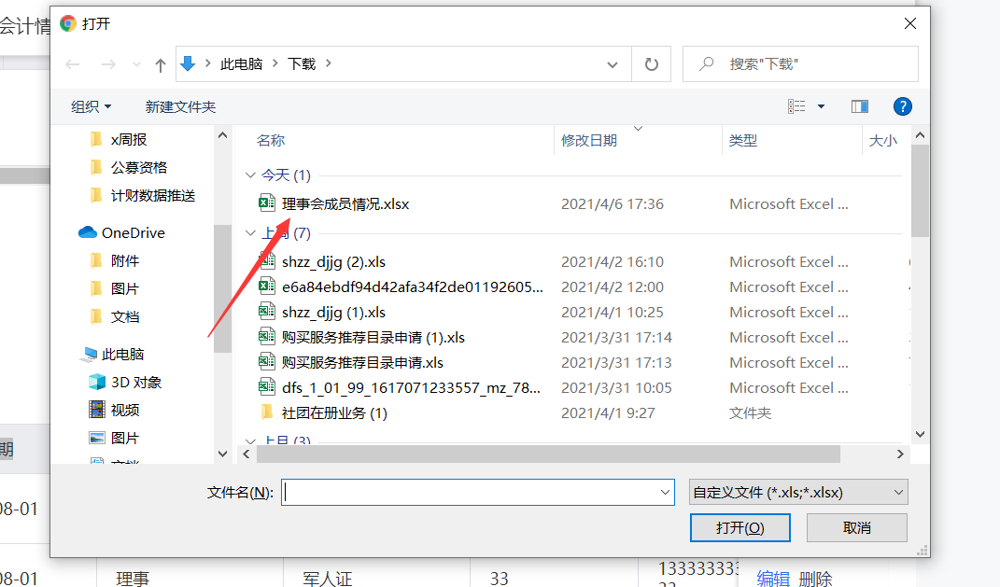 会计情
打开
此电脑 下载
搜索"下载"
组织 新建文件夹
x周报
公募资格
计财数据推送
OneDrive
附件
图片
文档
此电脑
3D 对象
视频
图片
文档
名称 修改日期 类型 大小
今天 (1)
理事会成员情况.xlsx 2021/4/6 17:36 Microsoft Excel ...
上周 (7)
shzz_djjg (2).xls 2021/4/2 16:10 Microsoft Excel ...
e6a84ebdf94d42afa34f2de01192605... 2021/4/2 12:00 Microsoft Excel ...
shzz_djjg (1).xls 2021/4/1 10:25 Microsoft Excel ...
购买服务推荐目录申请 (1).xls 2021/3/31 17:14 Microsoft Excel ...
购买服务推荐目录申请.xls 2021/3/31 17:13 Microsoft Excel ...
dfs_1_01_99_1617071233557_mz_78... 2021/3/31 10:05 Microsoft Excel ...
社团在册业务 (1) 2021/4/1 9:27 文件夹
上月 (3)
文件名(N): 自定义文件 (*.xls;*.xlsx)
打开(O) 取消
期
08-01
08-01 理事 军人证 33 133333333 编辑 删除